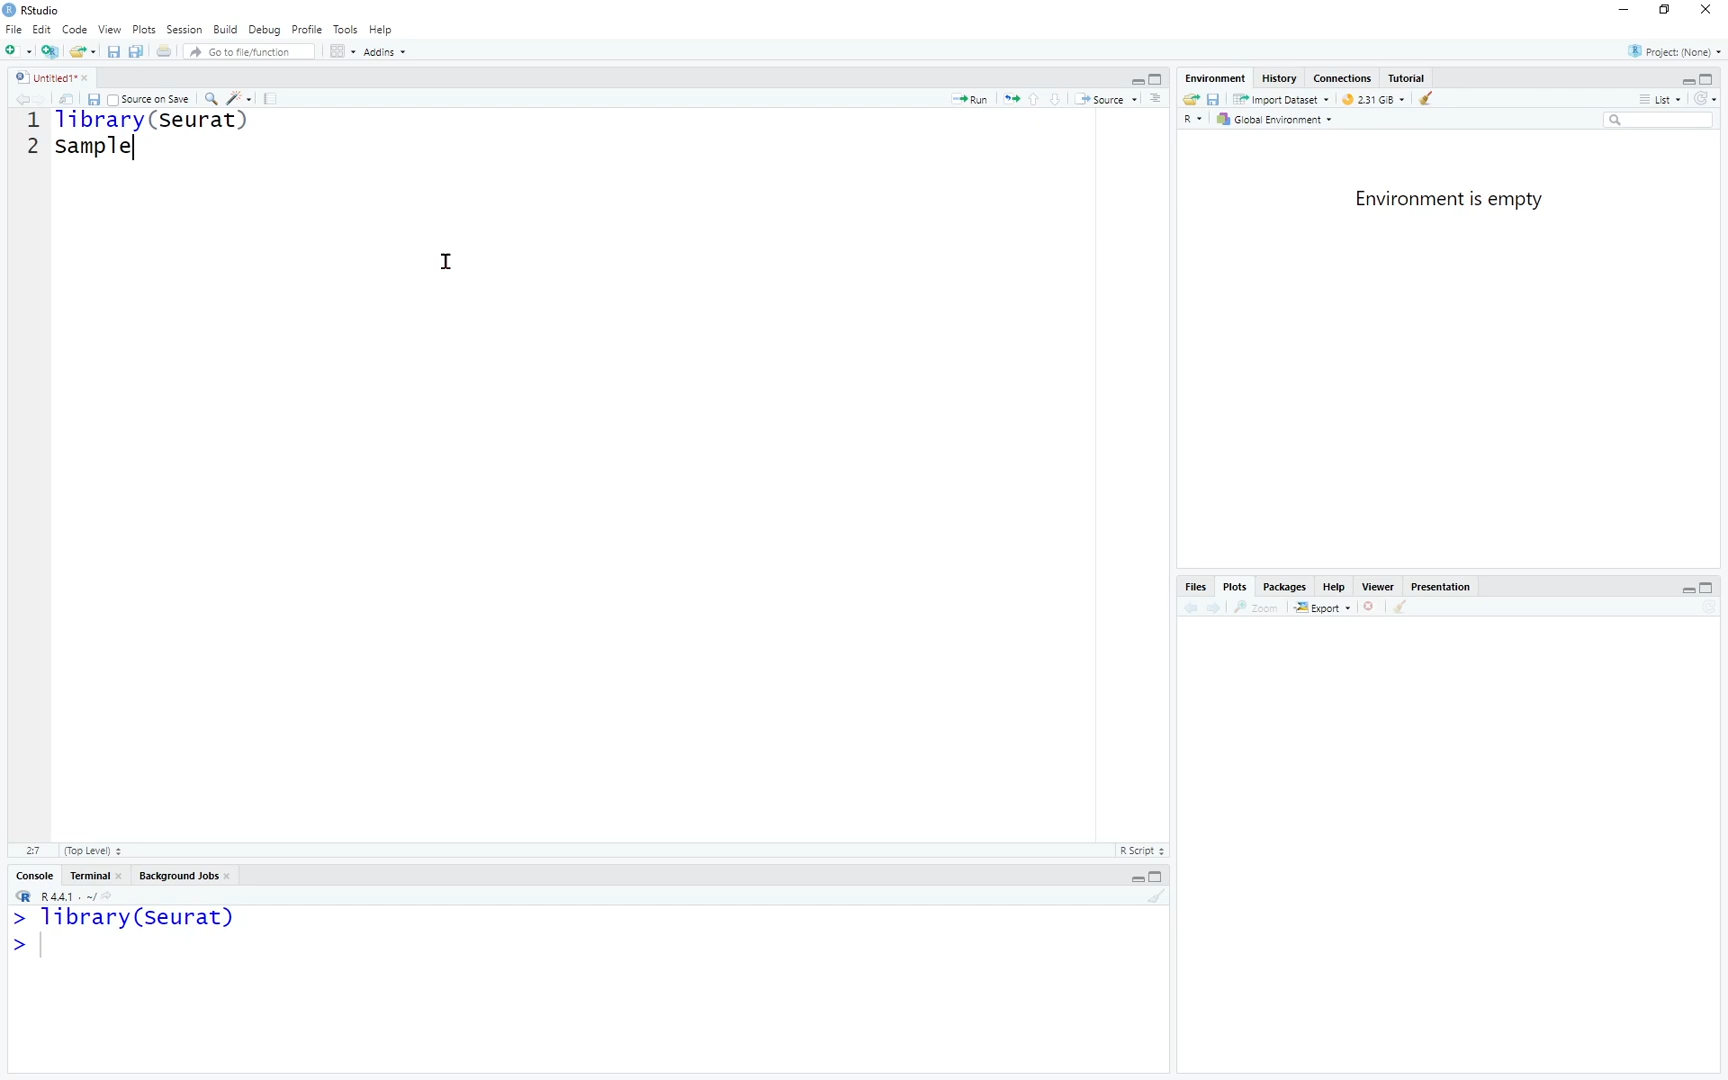 RStudio
File Edit Code View Plots Session Build Debug Profile Tools Help
Go to file/function Addins Project: (None)
Untitled1*
Source on Save Run Source
1 library(Seurat)
2 Sample
2:7 (Top Level) R Script
Console Terminal Background Jobs
R 4.4.1 · ~/
> library(Seurat)
>
Environment History Connections Tutorial
Import Dataset 2.31 GiB List
R Global Environment
Environment is empty
Files Plots Packages Help Viewer Presentation
Zoom Export